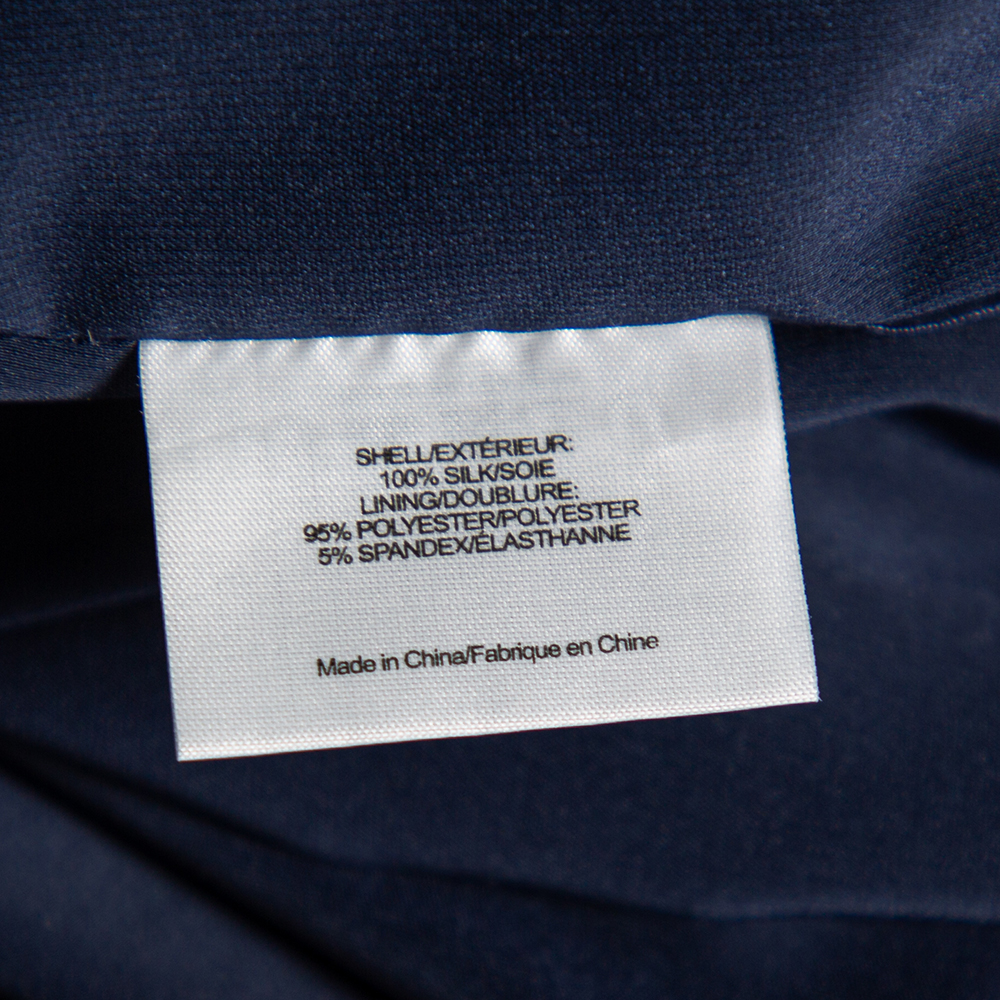 SHELL/EXTÉRIEUR:
100% SILK/SOIE
LINING/DOUBLURE:
95% POLYESTER/POLYESTER
5% SPANDEX/ÉLASTHANNE
Made in China/Fabrique en Chine